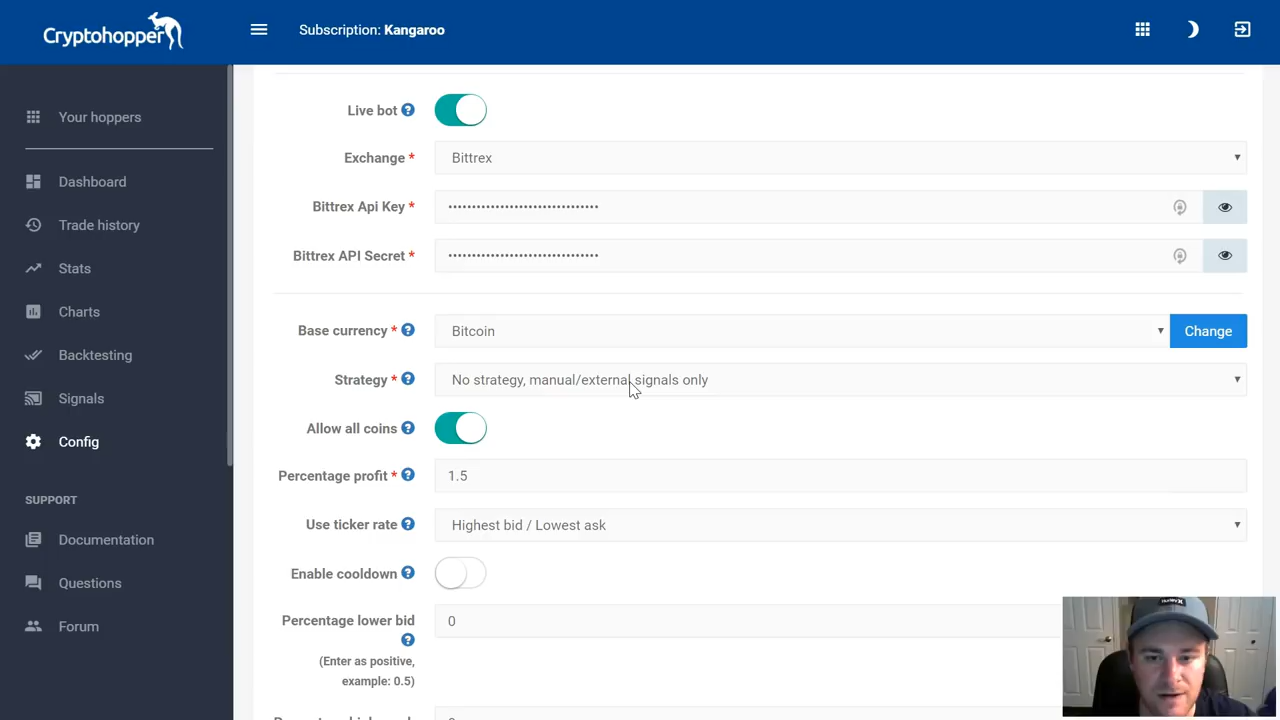 Cryptohopper
Subscription: Kangaroo
Your hoppers
Dashboard
Trade history
Stats
Charts
Backtesting
Signals
Config
SUPPORT
Documentation
Questions
Forum
Live bot ?
Exchange * Bittrex
Bittrex Api Key * •••••••••••••••••••••••••••••••
Bittrex API Secret * •••••••••••••••••••••••••••••••
Base currency * ? Bitcoin Change
Strategy * ? No strategy, manual/external signals only
Allow all coins ?
Percentage profit * ? 1.5
Use ticker rate ? Highest bid / Lowest ask
Enable cooldown ?
Percentage lower bid 0
?
(Enter as positive,
example: 0.5)